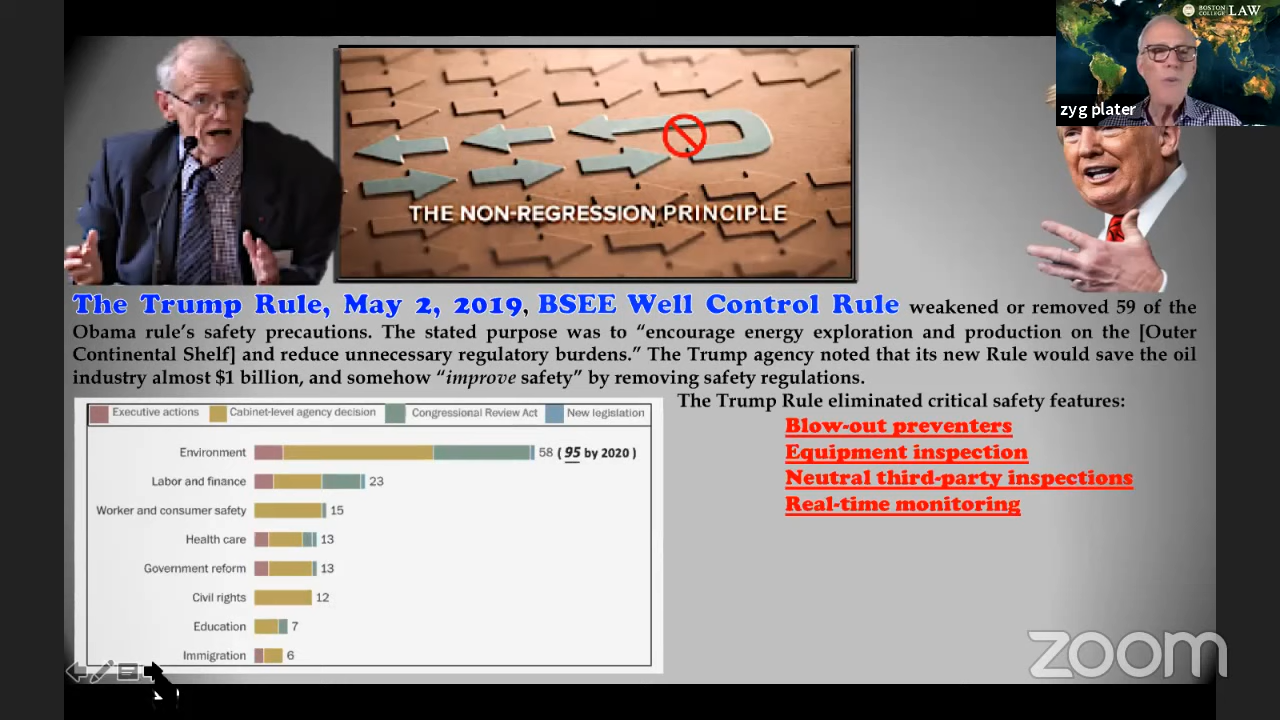 BOSTON COLLEGE LAW
zyg plater
THE NON-REGRESSION PRINCIPLE
The Trump Rule, May 2, 2019, BSEE Well Control Rule weakened or removed 59 of the
Obama rule's safety precautions. The stated purpose was to “encourage energy exploration and production on the [Outer
Continental Shelf] and reduce unnecessary regulatory burdens.” The Trump agency noted that its new Rule would save the oil
industry almost $1 billion, and somehow “improve safety” by removing safety regulations.
The Trump Rule eliminated critical safety features:
Blow-out preventers
Equipment inspection
Neutral third-party inspections
Real-time monitoring
Executive actions Cabinet-level agency decision Congressional Review Act New legislation
Environment 58 ( 95 by 2020 )
Labor and finance 23
Worker and consumer safety 15
Health care 13
Government reform 13
Civil rights 12
Education 7
Immigration 6
zoom